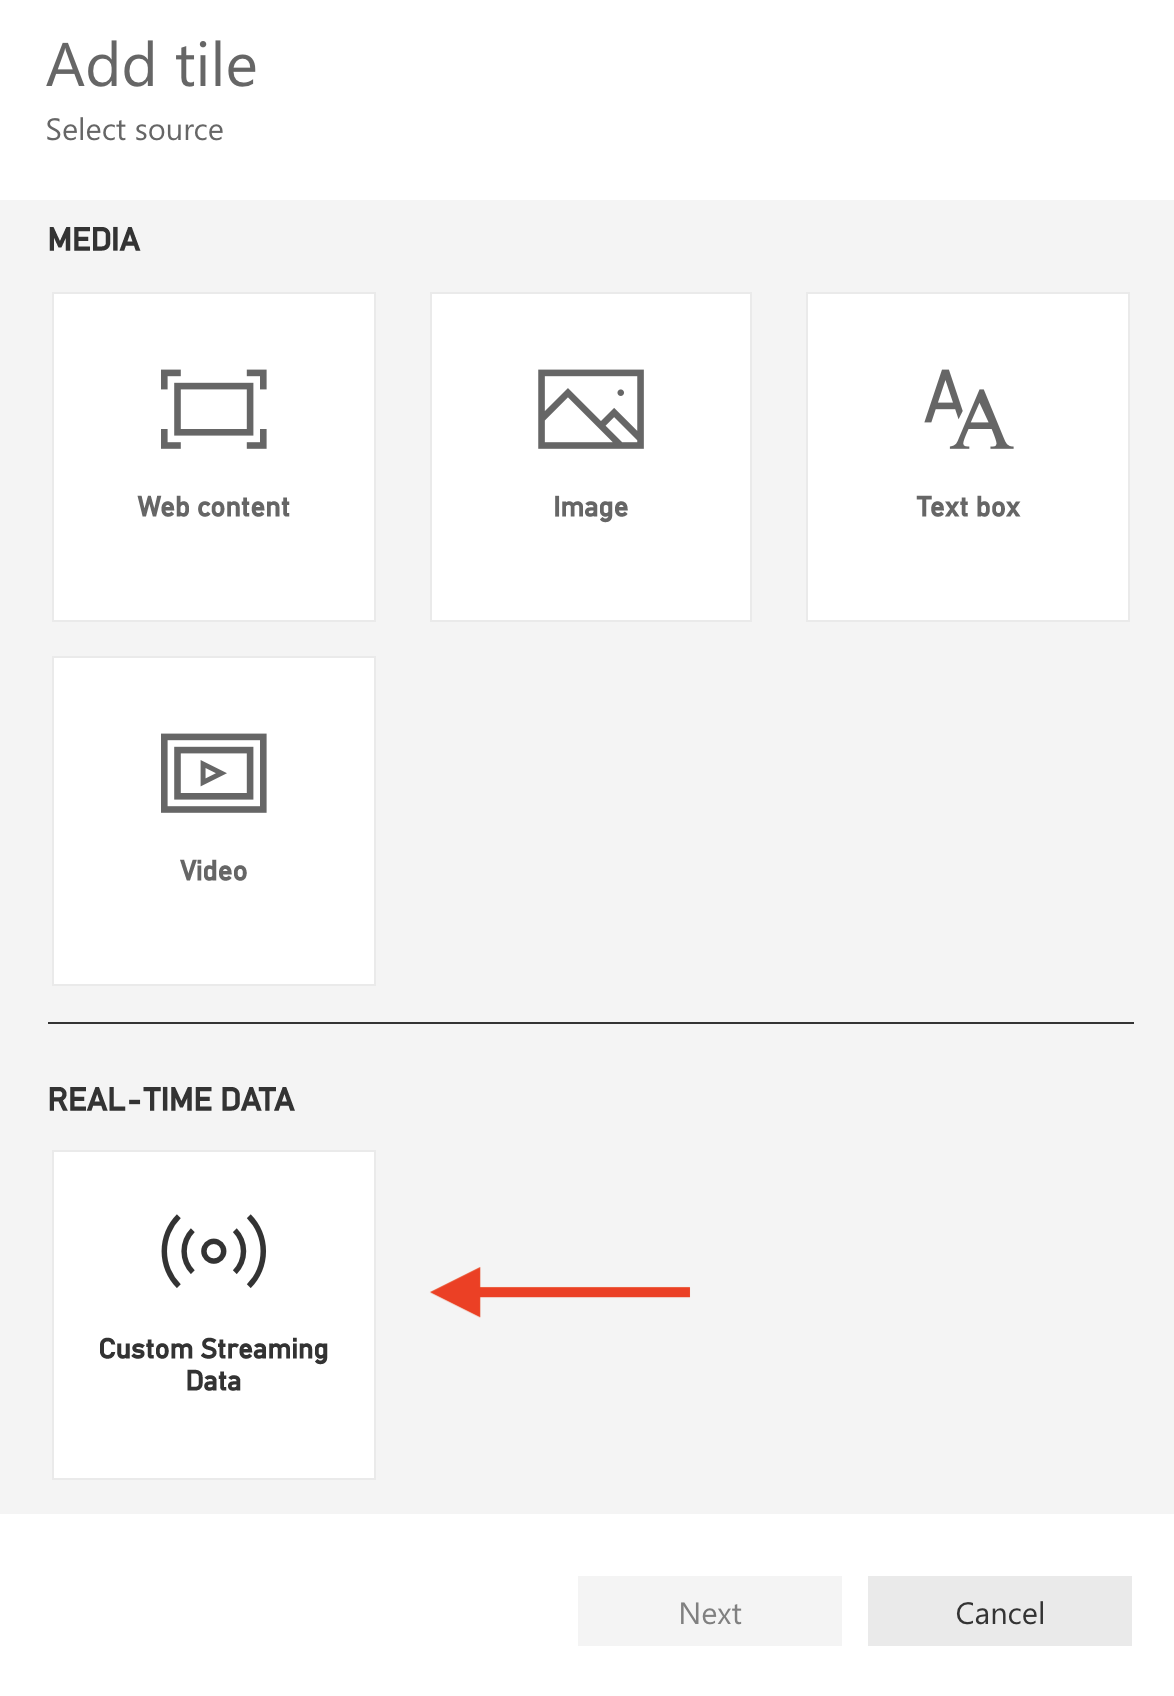 Add tile
Select source
MEDIA
Web content
Image
Text box
Video
REAL-TIME DATA
Custom Streaming
Data
Next
Cancel